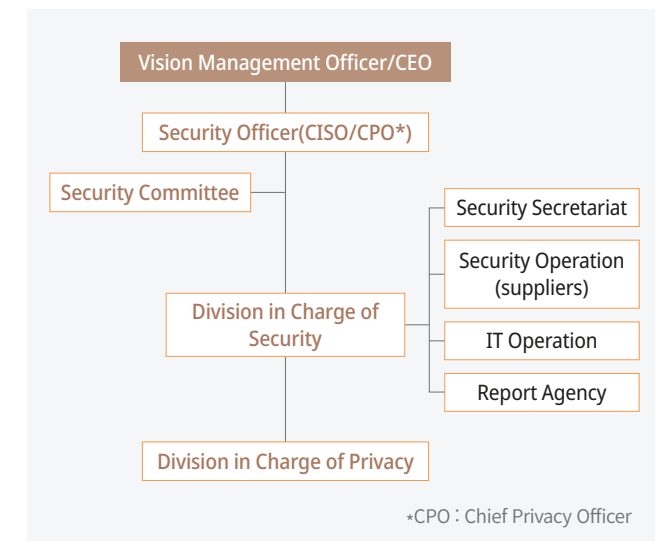 Vision Management Officer/CEO
Security Officer(CISO/CPO*)
Security Committee
Security Secretariat
Security Operation
(suppliers)
Division in Charge of
Security
IT Operation
Report Agency
Division in Charge of Privacy
*CPO : Chief Privacy Officer